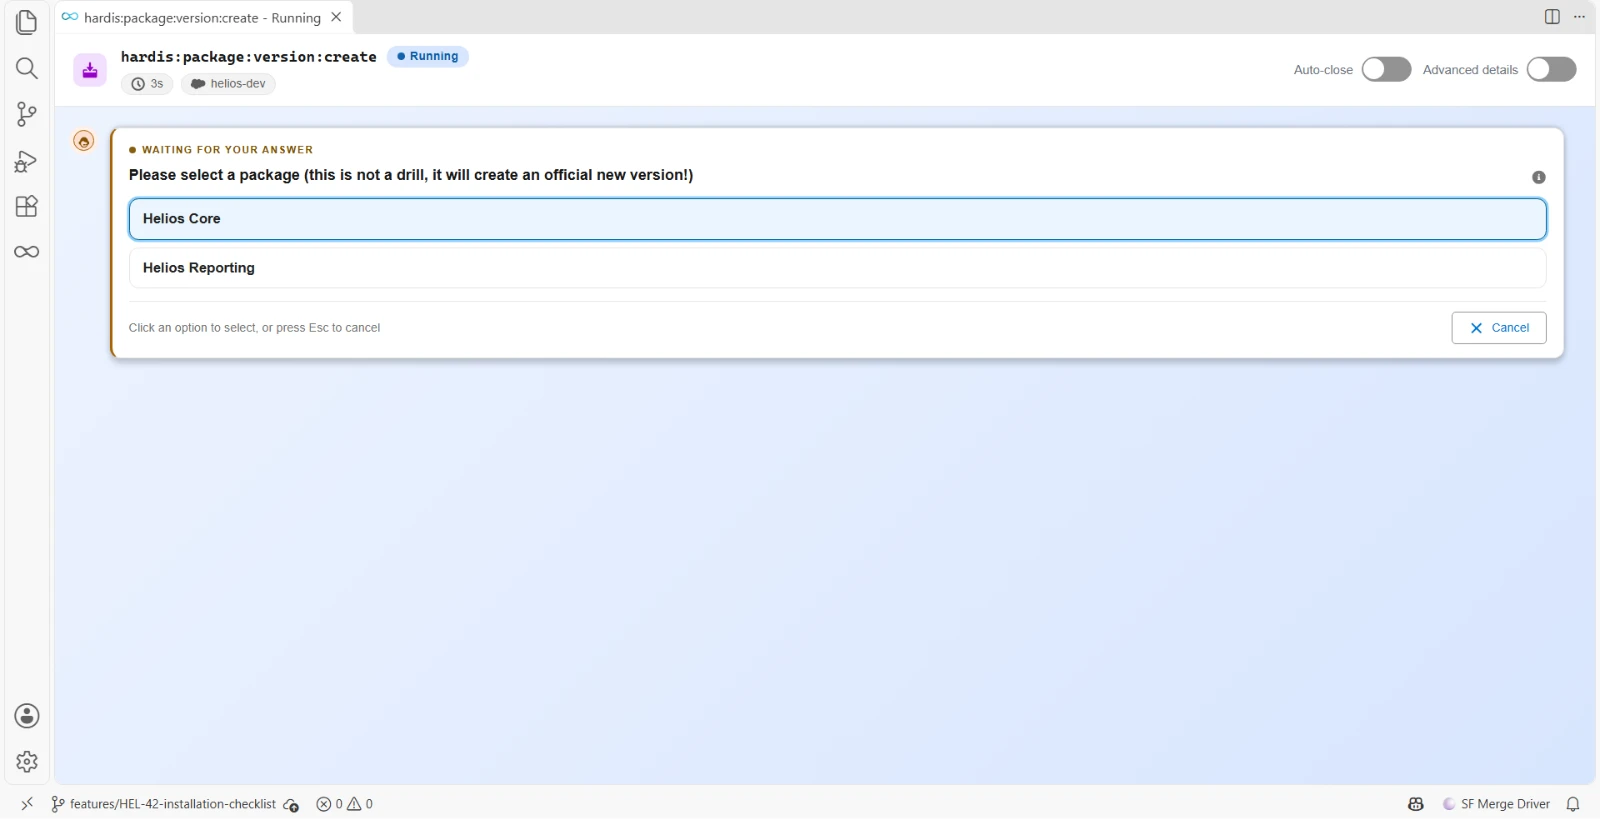 hardis:package:version:create - Running
hardis:package:version:create
Running
3s
helios-dev
Auto-close
Advanced details
WAITING FOR YOUR ANSWER
Please select a package (this is not a drill, it will create an official new version!)
Helios Core
Helios Reporting
Click an option to select, or press Esc to cancel
Cancel
features/HEL-42-installation-checklist
0
0
SF Merge Driver